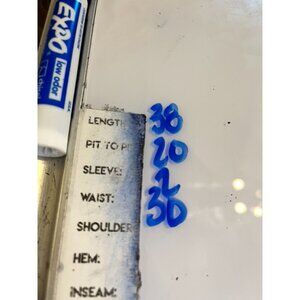 EXPO
low odor
LENGTH 38
PIT TO PI 20
SLEEVE: 2
WAIST: 30
SHOULDER
HEM:
INSEAM: